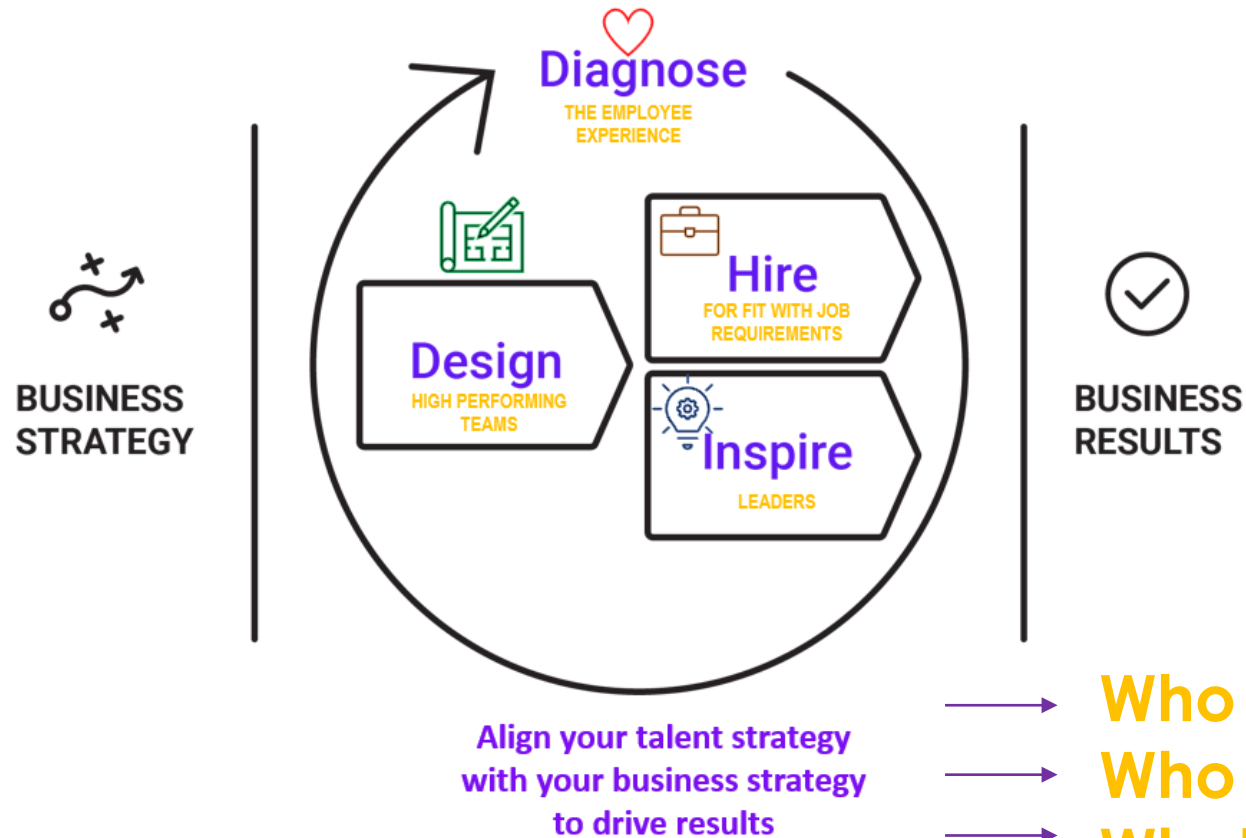 Diagnose
THE EMPLOYEE
EXPERIENCE
BUSINESS
STRATEGY
Design
HIGH PERFORMING
TEAMS
Hire
FOR FIT WITH JOB
REQUIREMENTS
Inspire
LEADERS
BUSINESS
RESULTS
Align your talent strategy
with your business strategy
to drive results
Who
Who